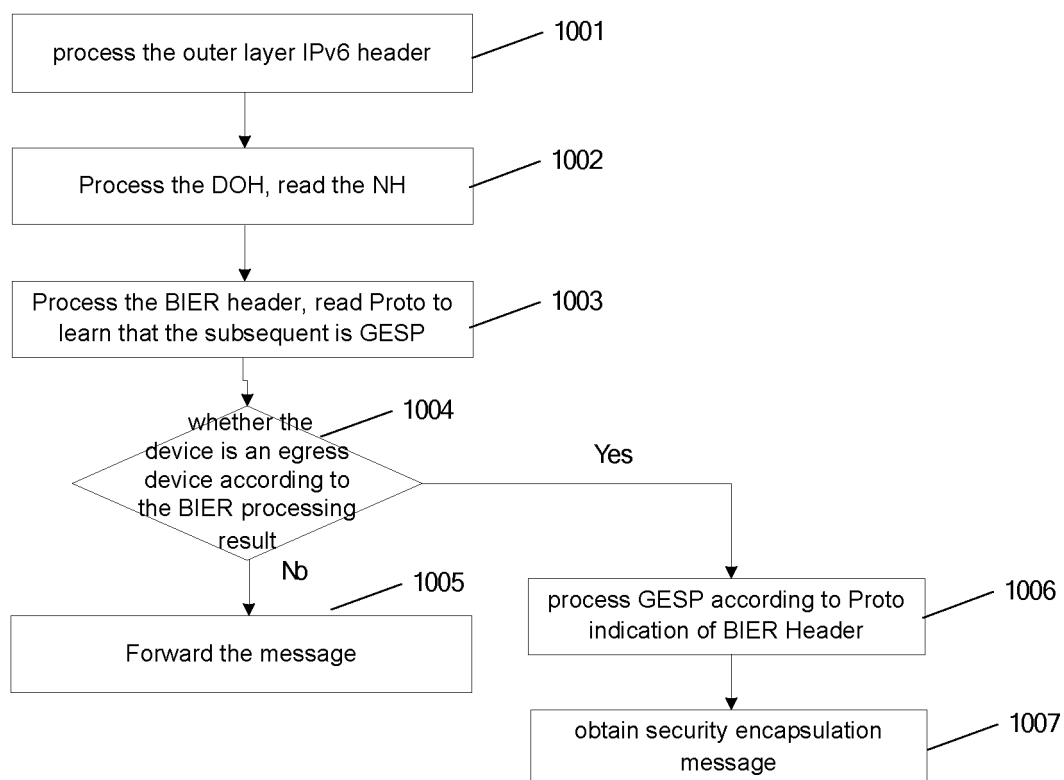 process the outer layer IPv6 header
1001
Process the DOH, read the NH
1002
Process the BIER header, read Proto to
learn that the subsequent is GESP
1003
whether the
device is an egress
device according to
the BIER processing
result
1004
Yes
No
1005
Forward the message
process GESP according to Proto
indication of BIER Header
1006
obtain security encapsulation
message
1007